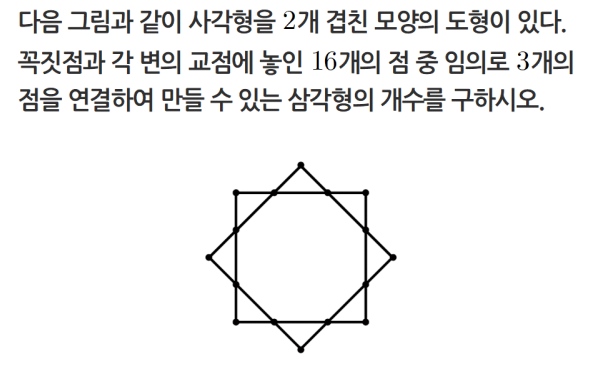 다음 그림과 같이 사각형을 2개 겹친 모양의 도형이 있다.
꼭짓점과 각 변의 교점에 놓인 16개의 점 중 임의로 3개의
점을 연결하여 만들 수 있는 삼각형의 개수를 구하시오.